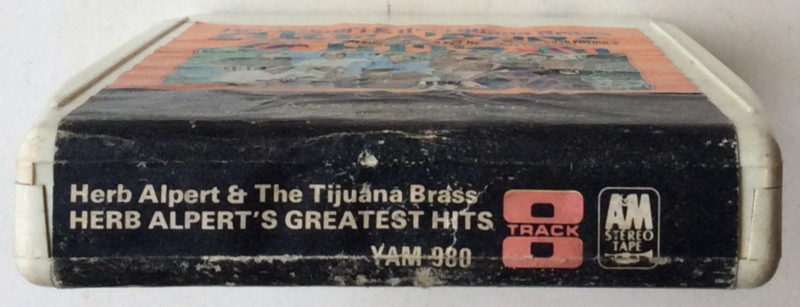 Herb Alpert & The Tijuana Brass
HERB ALPERT'S GREATEST HITS
YAM 980
8
TRACK
A&M
STEREO
TAPE